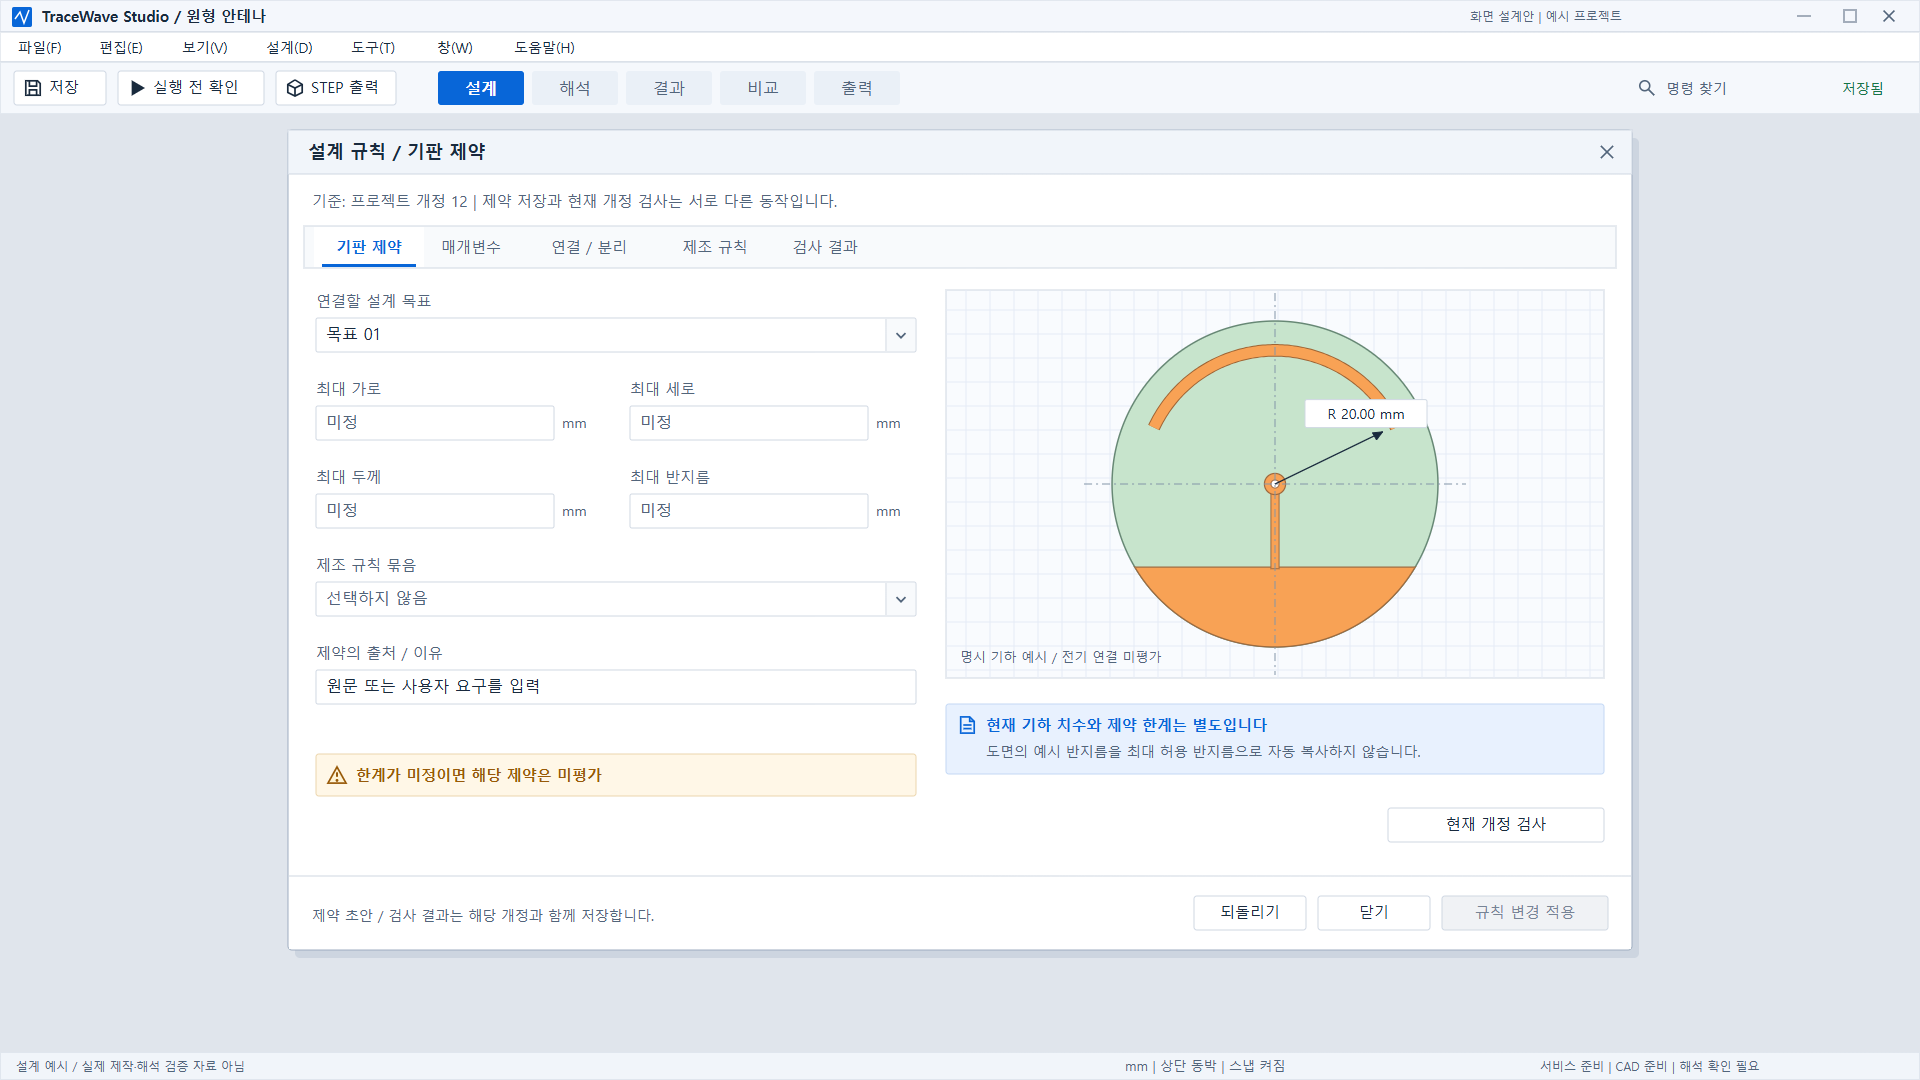 TraceWave Studio / 원형 안테나
화면 설계안 | 예시 프로젝트
파일(F) 편집(E) 보기(V) 설계(D) 도구(T) 창(W) 도움말(H)
저장 실행 전 확인 STEP 출력 설계 해석 결과 비교 출력 명령 찾기 저장됨
설계 규칙 / 기판 제약
기준: 프로젝트 개정 12 | 제약 저장과 현재 개정 검사는 서로 다른 동작입니다.
기판 제약 매개변수 연결 / 분리 제조 규칙 검사 결과
연결할 설계 목표
목표 01
최대 가로 최대 세로
미정 mm 미정 mm
최대 두께 최대 반지름
미정 mm 미정 mm
제조 규칙 묶음
선택하지 않음
제약의 출처 / 이유
원문 또는 사용자 요구를 입력
한계가 미정이면 해당 제약은 미평가
R 20.00 mm
명시 기하 예시 / 전기 연결 미평가
현재 기하 치수와 제약 한계는 별도입니다
도면의 예시 반지름을 최대 허용 반지름으로 자동 복사하지 않습니다.
현재 개정 검사
제약 초안 / 검사 결과는 해당 개정과 함께 저장합니다.
되돌리기 닫기 규칙 변경 적용
설계 예시 / 실제 제작·해석 검증 자료 아님
mm | 상단 동박 | 스냅 켜짐
서비스 준비 | CAD 준비 | 해석 확인 필요